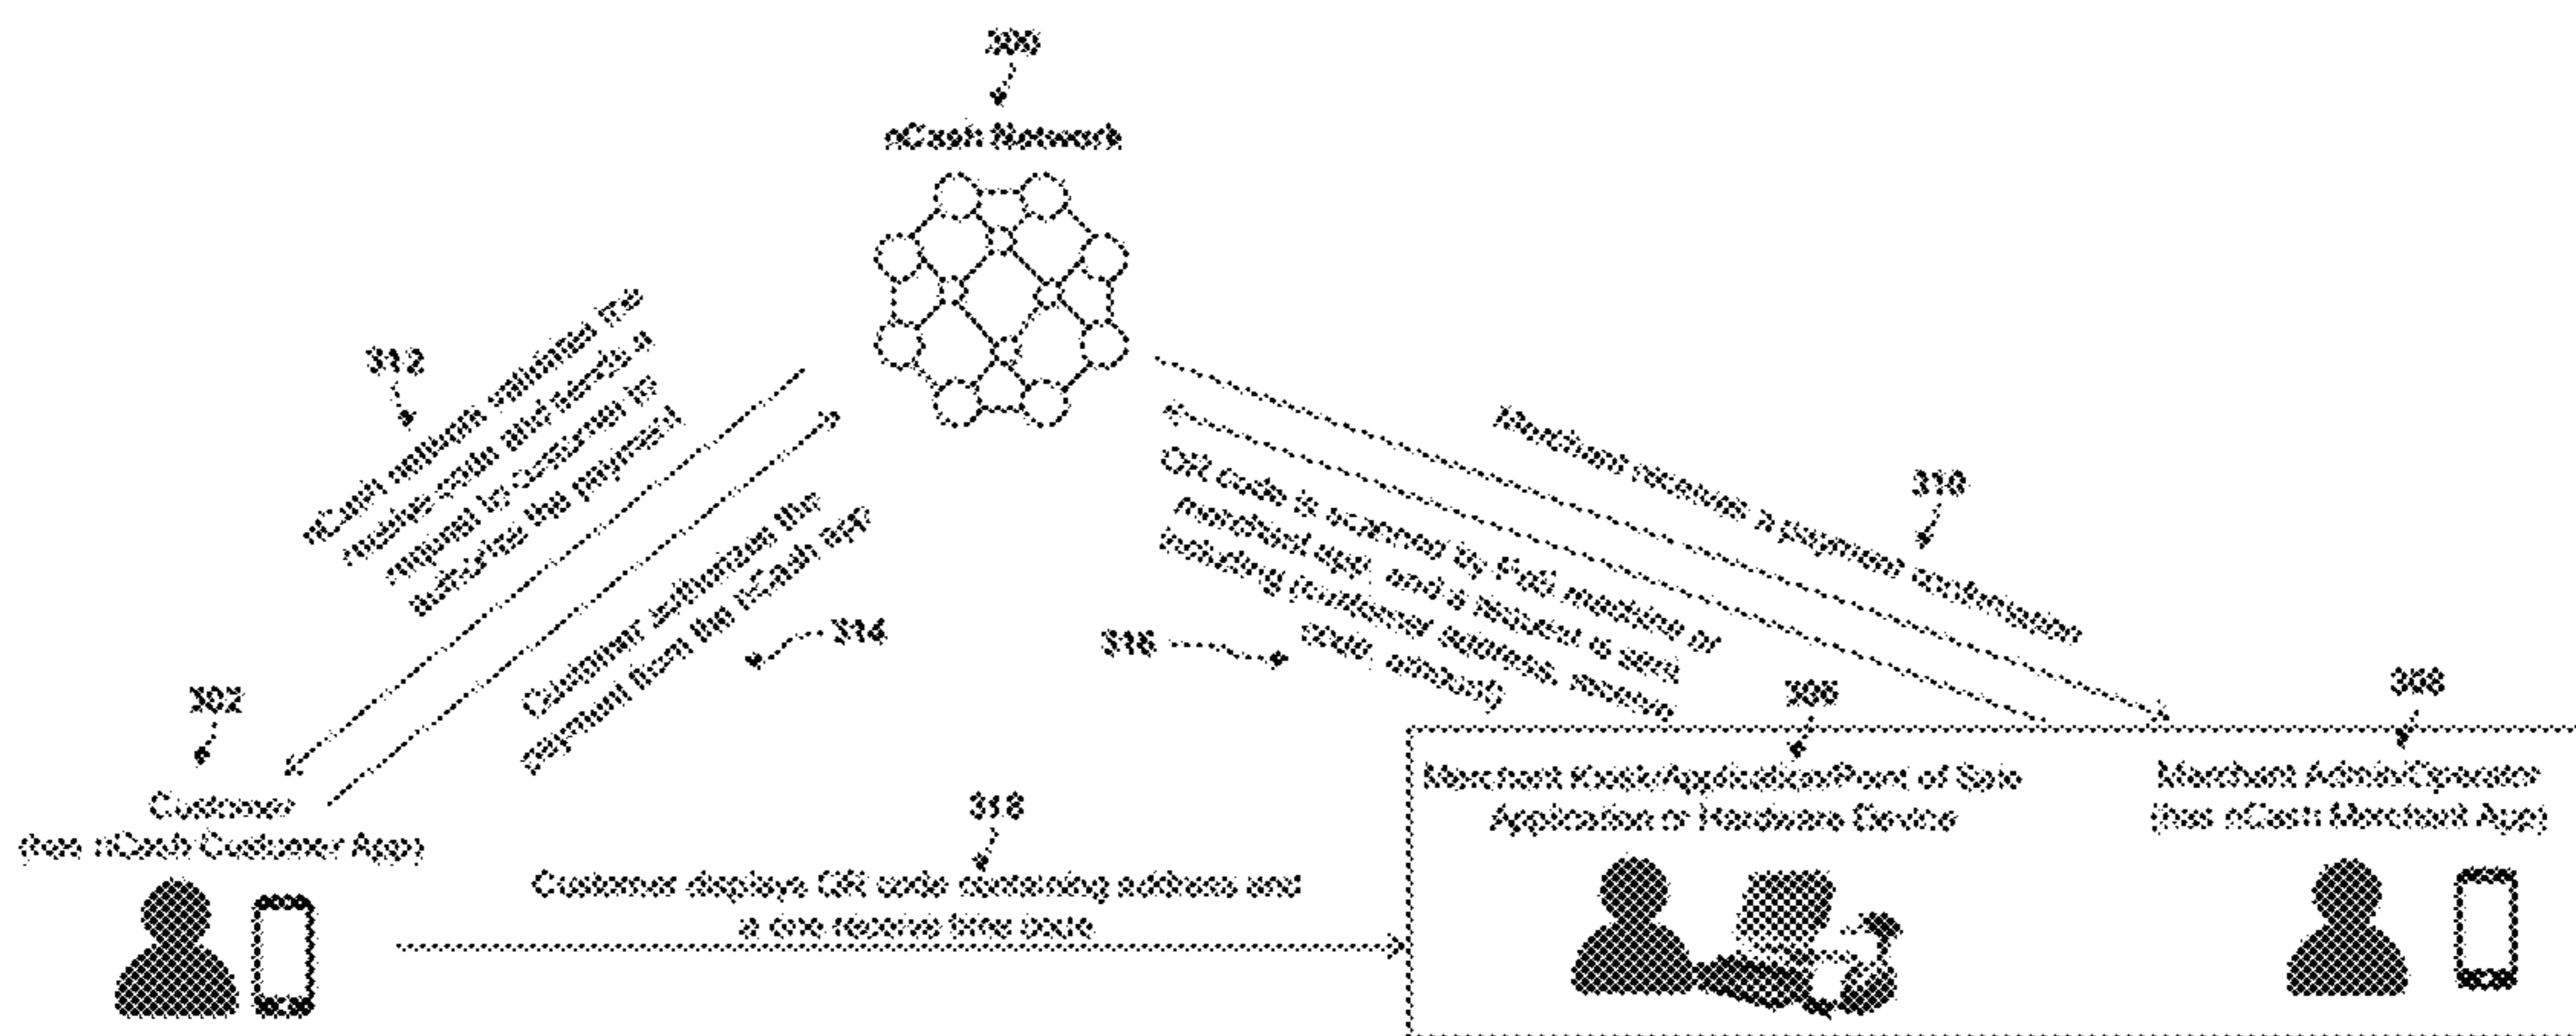 300
nCash Network
312
nCash network validates the
receive code and sends a
request to customer to
authorize the payment
Customer authorizes the
payment from the nCash app
314
Merchant receives a payment confirmation
310
QR code is scanned by PoS machine or
merchant app, and a request is sent
including (customer address, receive
code, amount)
316
302
Customer
(has nCash Customer App)
318
Customer displays QR code containing address and
a one receive time code
306
Merchant Kiosk/Application/Point of Sale
Application or Hardware Device
308
Merchant Admin/Operator
(has nCash Merchant App)